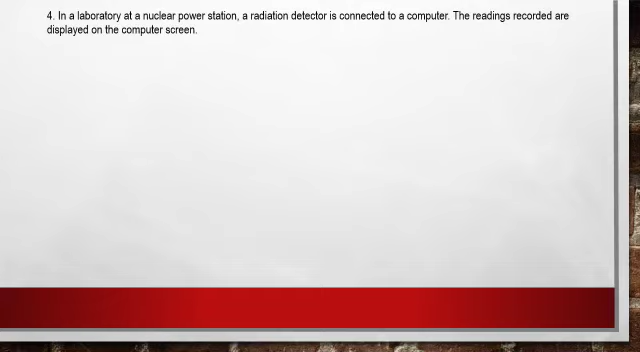 4. In a laboratory at a nuclear power station, a radiation detector is connected to a computer. The readings recorded are
displayed on the computer screen.